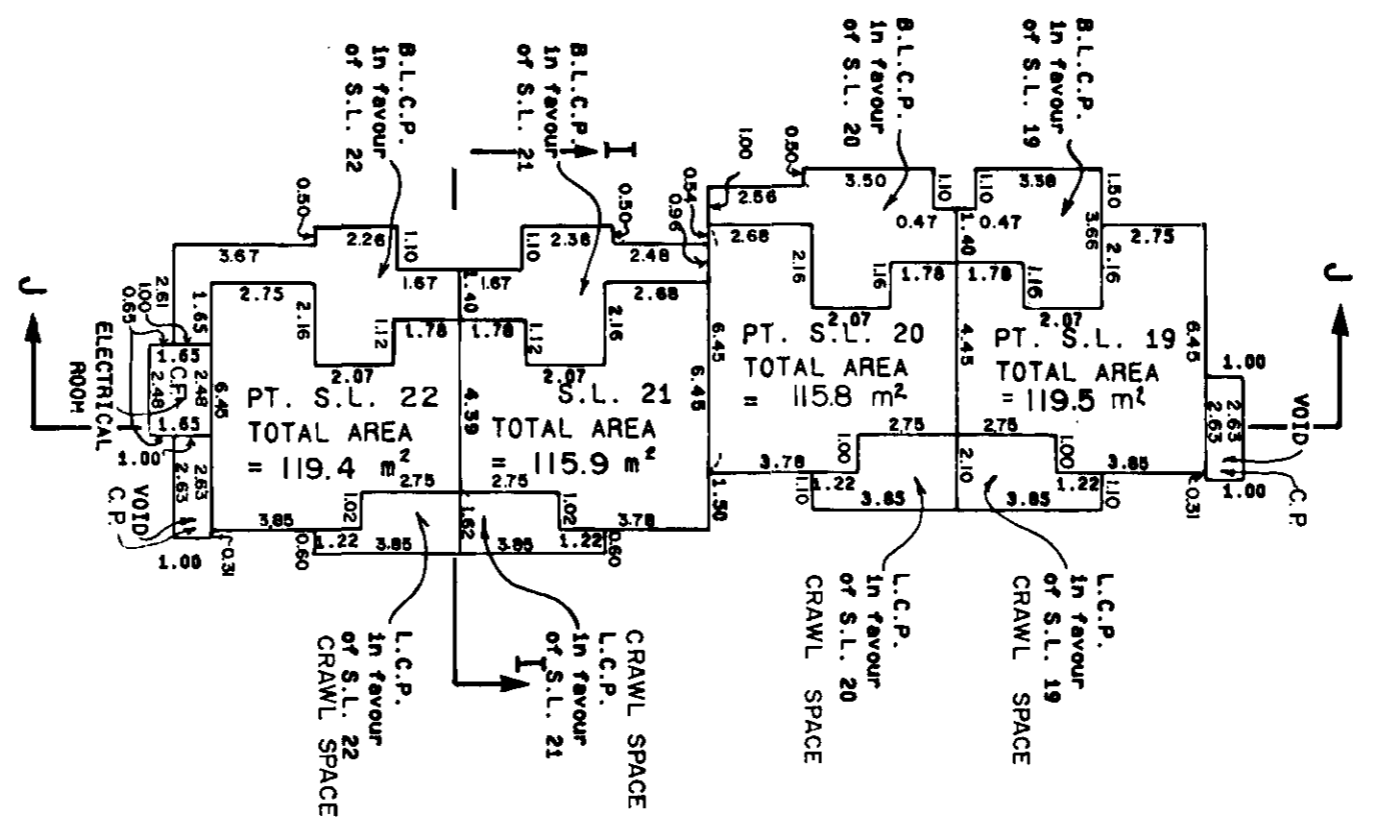 B.L.C.P.
in favour
of S.L. 22
B.L.C.P.
in favour
of S.L. 21
B.L.C.P.
in favour
of S.L. 20
B.L.C.P.
in favour
of S.L. 19
I
J
J
0.50
2.26
1.10
3.67
1.67
1.40
1.67
1.10
2.36
0.50
2.48
1.00
0.50
2.56
0.54
0.96
3.50
1.10
0.47
1.40
0.47
1.10
3.38
1.50
3.66
2.75
2.68
2.16
1.16
1.78
1.78
1.16
2.16
2.07
2.07
2.61
1.00
0.65
1.65
2.75
2.16
1.12
1.78
1.78
1.12
2.16
2.68
2.07
2.07
1.65
2.48
C.P.
2.48
1.65
6.45
ELECTRICAL
ROOM
PT. S.L. 22
TOTAL AREA
= 119.4 m²
4.39
S.L. 21
TOTAL AREA
= 115.9 m²
6.45
6.45
PT. S.L. 20
TOTAL AREA
= 115.8 m²
4.45
PT. S.L. 19
TOTAL AREA
= 119.5 m²
6.45
1.00
2.63
2.63
1.00
VOID
C.P.
1.00
2.63
2.63
VOID
C.P.
1.00
0.31
3.85
0.60
1.22
1.02
2.75
3.85
1.62
2.75
3.85
1.02
1.22
0.60
3.78
1.50
3.78
1.10
1.22
1.00
2.75
3.85
2.10
2.75
3.85
1.00
1.22
1.10
3.85
0.31
I
L.C.P.
in favour
of S.L. 22
CRAWL SPACE
CRAWL SPACE
L.C.P.
in favour
of S.L. 21
L.C.P.
in favour
of S.L. 20
CRAWL SPACE
L.C.P.
in favour
of S.L. 19
CRAWL SPACE